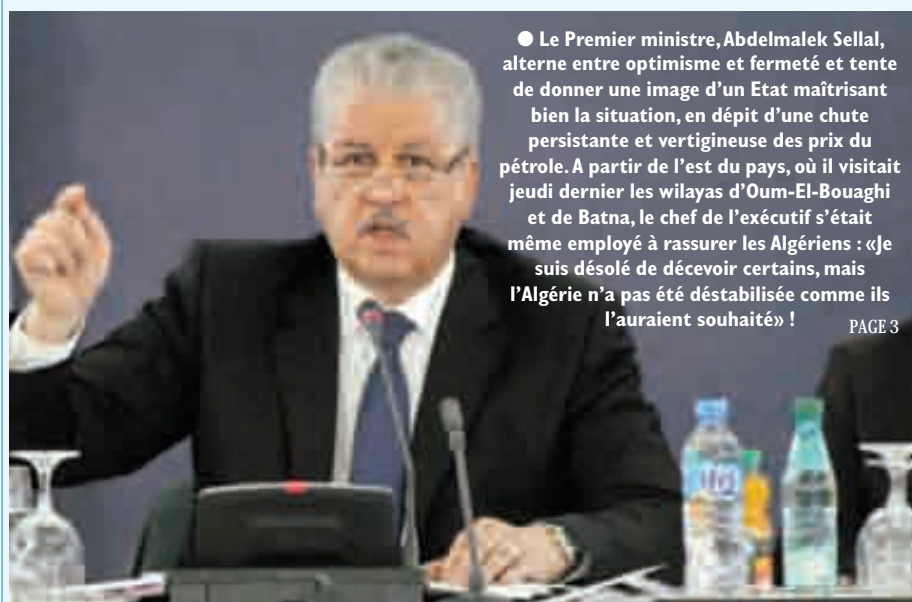 ● Le Premier ministre, Abdelmalek Sellal,
alterne entre optimisme et fermeté et tente
de donner une image d'un Etat maîtrisant
bien la situation, en dépit d'une chute
persistante et vertigineuse des prix du
pétrole. A partir de l'est du pays, où il visitait
jeudi dernier les wilayas d'Oum-El-Bouaghi
et de Batna, le chef de l'exécutif s'était
même employé à rassurer les Algériens : «Je
suis désolé de décevoir certains, mais
l'Algérie n'a pas été déstabilisée comme ils
l'auraient souhaité» !
PAGE 3